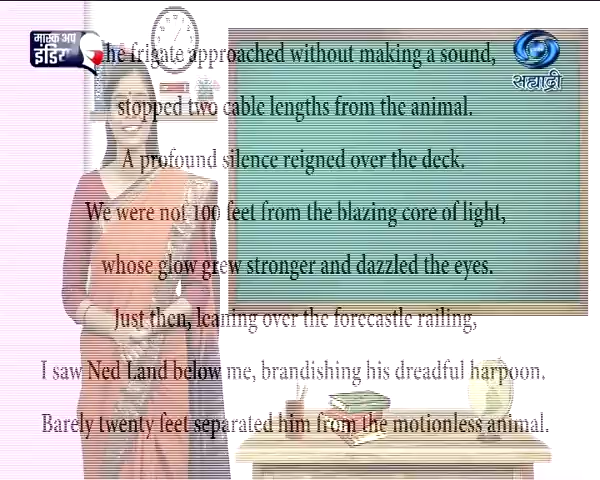 मास्क अप
इंडिया
सह्याद्री
he frigate approached without making a sound,
stopped two cable lengths from the animal.
A profound silence reigned over the deck.
We were not 100 feet from the blazing core of light,
whose glow grew stronger and dazzled the eyes.
Just then, leaning over the forecastle railing,
I saw Ned Land below me, brandishing his dreadful harpoon.
Barely twenty feet separated him from the motionless animal.